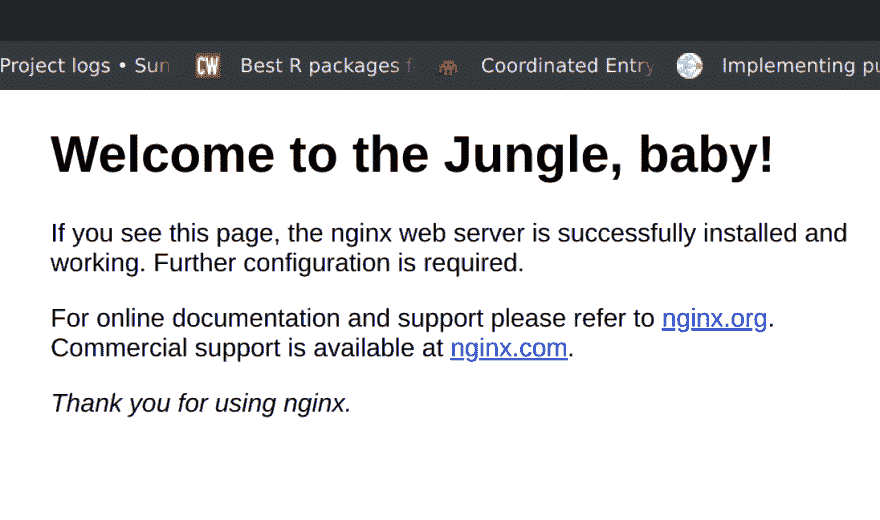 Project logs • Sun CW Best R packages f Coordinated Entry Implementing pu
Welcome to the Jungle, baby!
If you see this page, the nginx web server is successfully installed and
working. Further configuration is required.
For online documentation and support please refer to nginx.org.
Commercial support is available at nginx.com.
Thank you for using nginx.